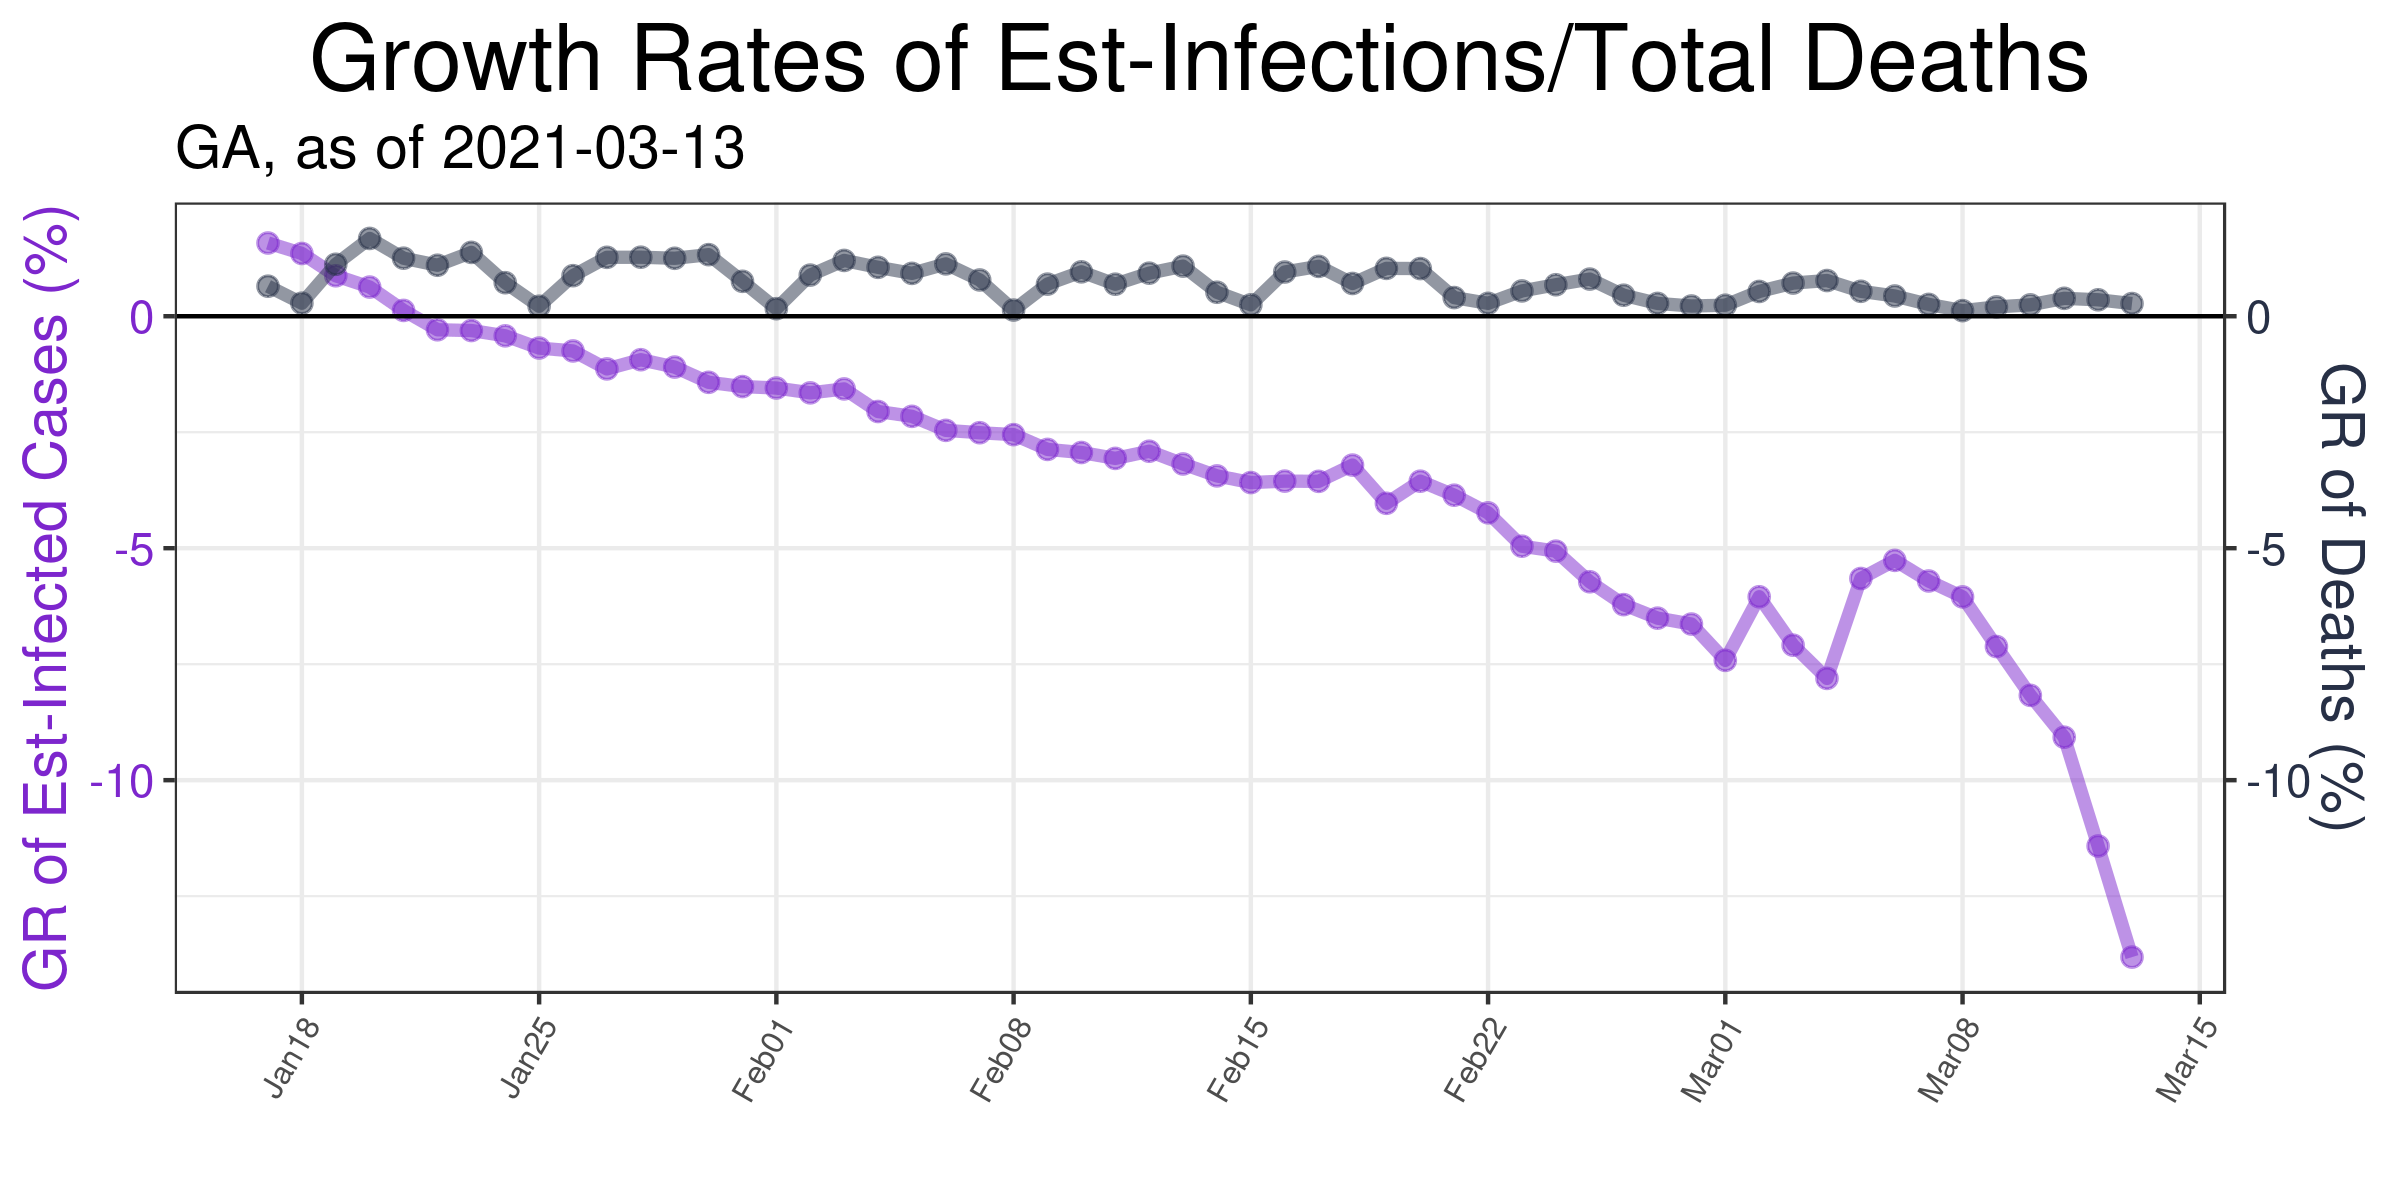 Growth Rates of Est-Infections/Total Deaths
GA, as of 2021-03-13
GR of Est-Infected Cases (%)
0
-5
-10
0
-5
-10
GR of Deaths (%)
Jan18
Jan25
Feb01
Feb08
Feb15
Feb22
Mar01
Mar08
Mar15